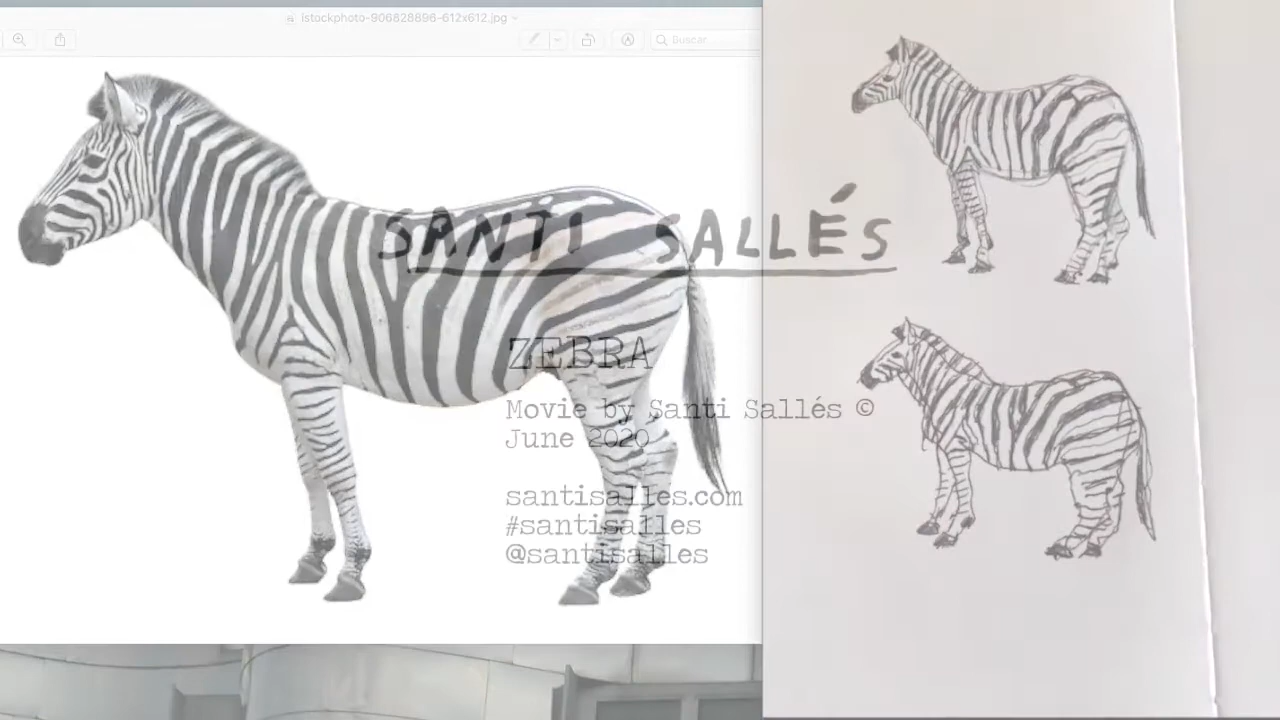 istockphoto-906828896-612x612.jpg
Buscar
SANTI SALLÉS
ZEBRA
Movie by Santi Sallés ©
June 2020
santisalles.com
#santisalles
@santisalles